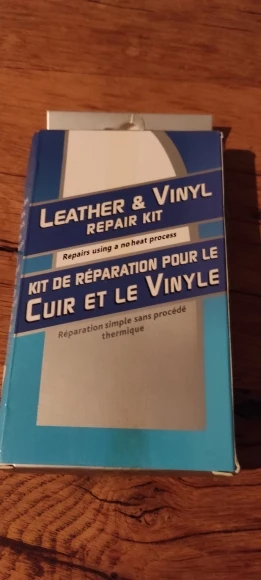 LEATHER & VINYL
REPAIR KIT
Repairs using a no heat process
KIT DE RÉPARATION POUR LE
CUIR ET LE VINYLE
Réparation simple sans procédé
thermique